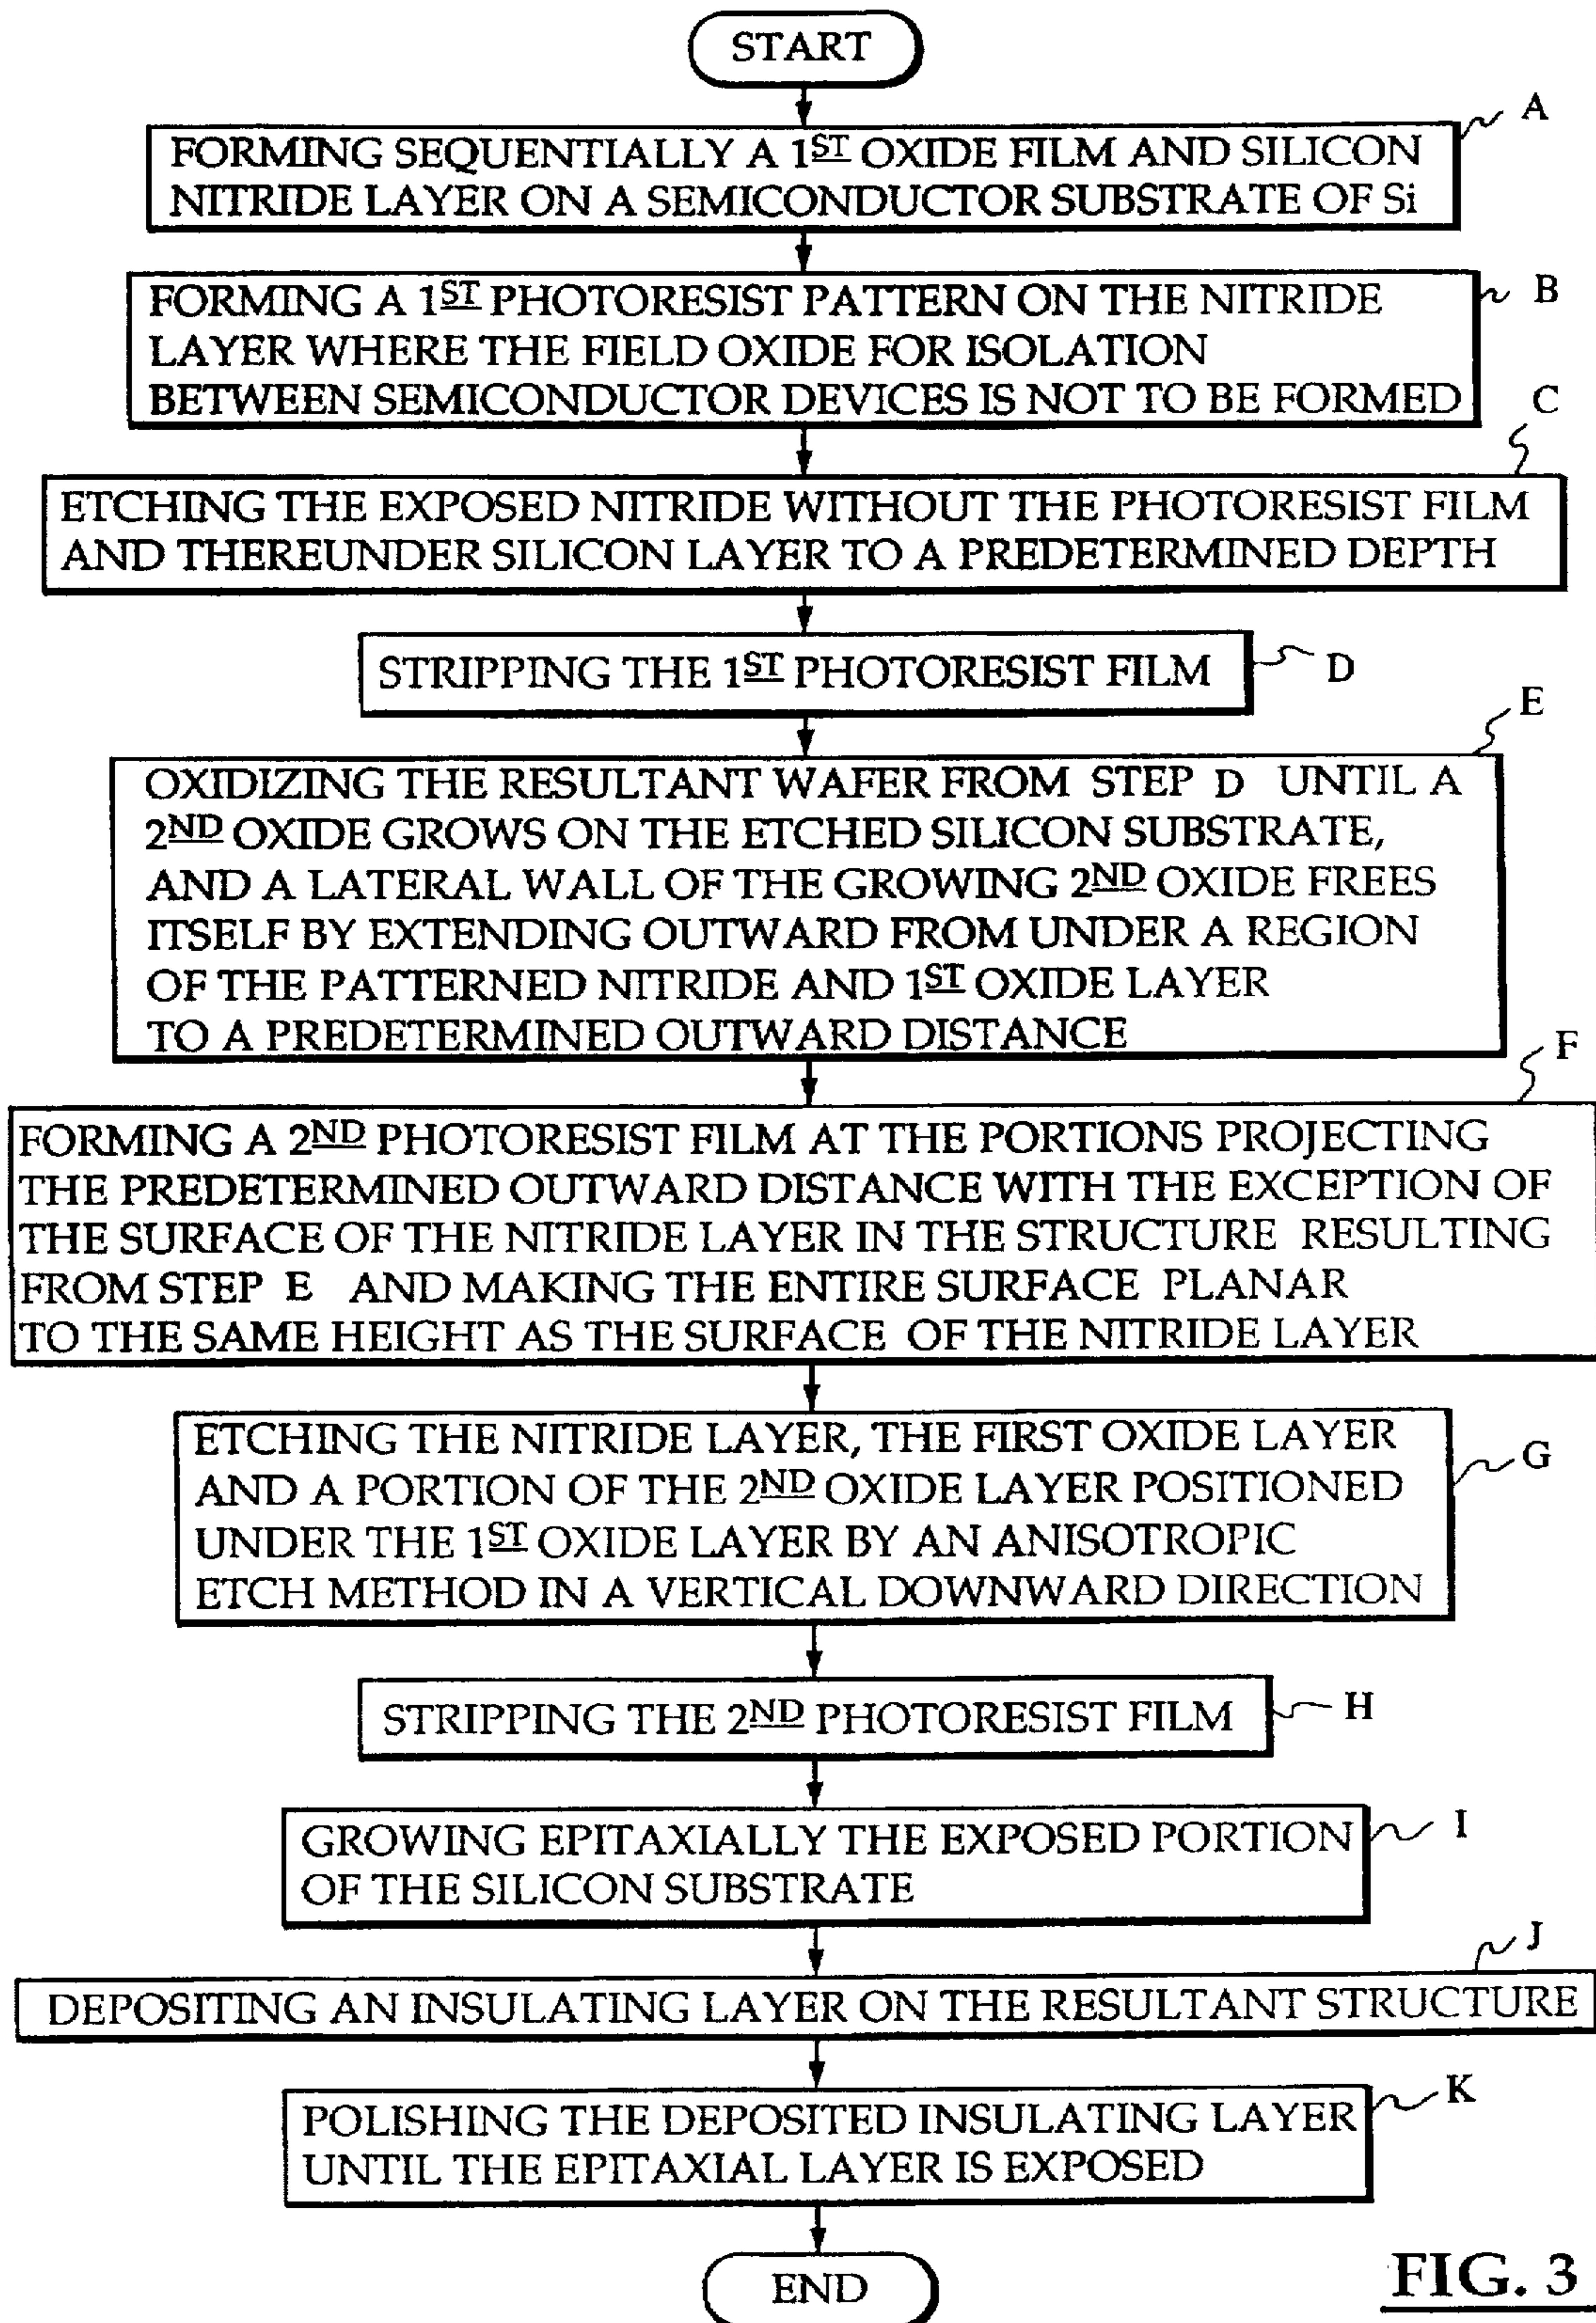 START
A
FORMING SEQUENTIALLY A 1ST OXIDE FILM AND SILICON
NITRIDE LAYER ON A SEMICONDUCTOR SUBSTRATE OF Si
B
FORMING A 1ST PHOTORESIST PATTERN ON THE NITRIDE
LAYER WHERE THE FIELD OXIDE FOR ISOLATION
BETWEEN SEMICONDUCTOR DEVICES IS NOT TO BE FORMED
C
ETCHING THE EXPOSED NITRIDE WITHOUT THE PHOTORESIST FILM
AND THEREUNDER SILICON LAYER TO A PREDETERMINED DEPTH
STRIPPING THE 1ST PHOTORESIST FILM
D
E
OXIDIZING THE RESULTANT WAFER FROM STEP D UNTIL A
2ND OXIDE GROWS ON THE ETCHED SILICON SUBSTRATE,
AND A LATERAL WALL OF THE GROWING 2ND OXIDE FREES
ITSELF BY EXTENDING OUTWARD FROM UNDER A REGION
OF THE PATTERNED NITRIDE AND 1ST OXIDE LAYER
TO A PREDETERMINED OUTWARD DISTANCE
F
FORMING A 2ND PHOTORESIST FILM AT THE PORTIONS PROJECTING
THE PREDETERMINED OUTWARD DISTANCE WITH THE EXCEPTION OF
THE SURFACE OF THE NITRIDE LAYER IN THE STRUCTURE RESULTING
FROM STEP E AND MAKING THE ENTIRE SURFACE PLANAR
TO THE SAME HEIGHT AS THE SURFACE OF THE NITRIDE LAYER
ETCHING THE NITRIDE LAYER, THE FIRST OXIDE LAYER
AND A PORTION OF THE 2ND OXIDE LAYER POSITIONED
UNDER THE 1ST OXIDE LAYER BY AN ANISOTROPIC
ETCH METHOD IN A VERTICAL DOWNWARD DIRECTION
G
STRIPPING THE 2ND PHOTORESIST FILM
H
GROWING EPITAXIALLY THE EXPOSED PORTION
OF THE SILICON SUBSTRATE
I
J
DEPOSITING AN INSULATING LAYER ON THE RESULTANT STRUCTURE
K
POLISHING THE DEPOSITED INSULATING LAYER
UNTIL THE EPITAXIAL LAYER IS EXPOSED
END
FIG. 3